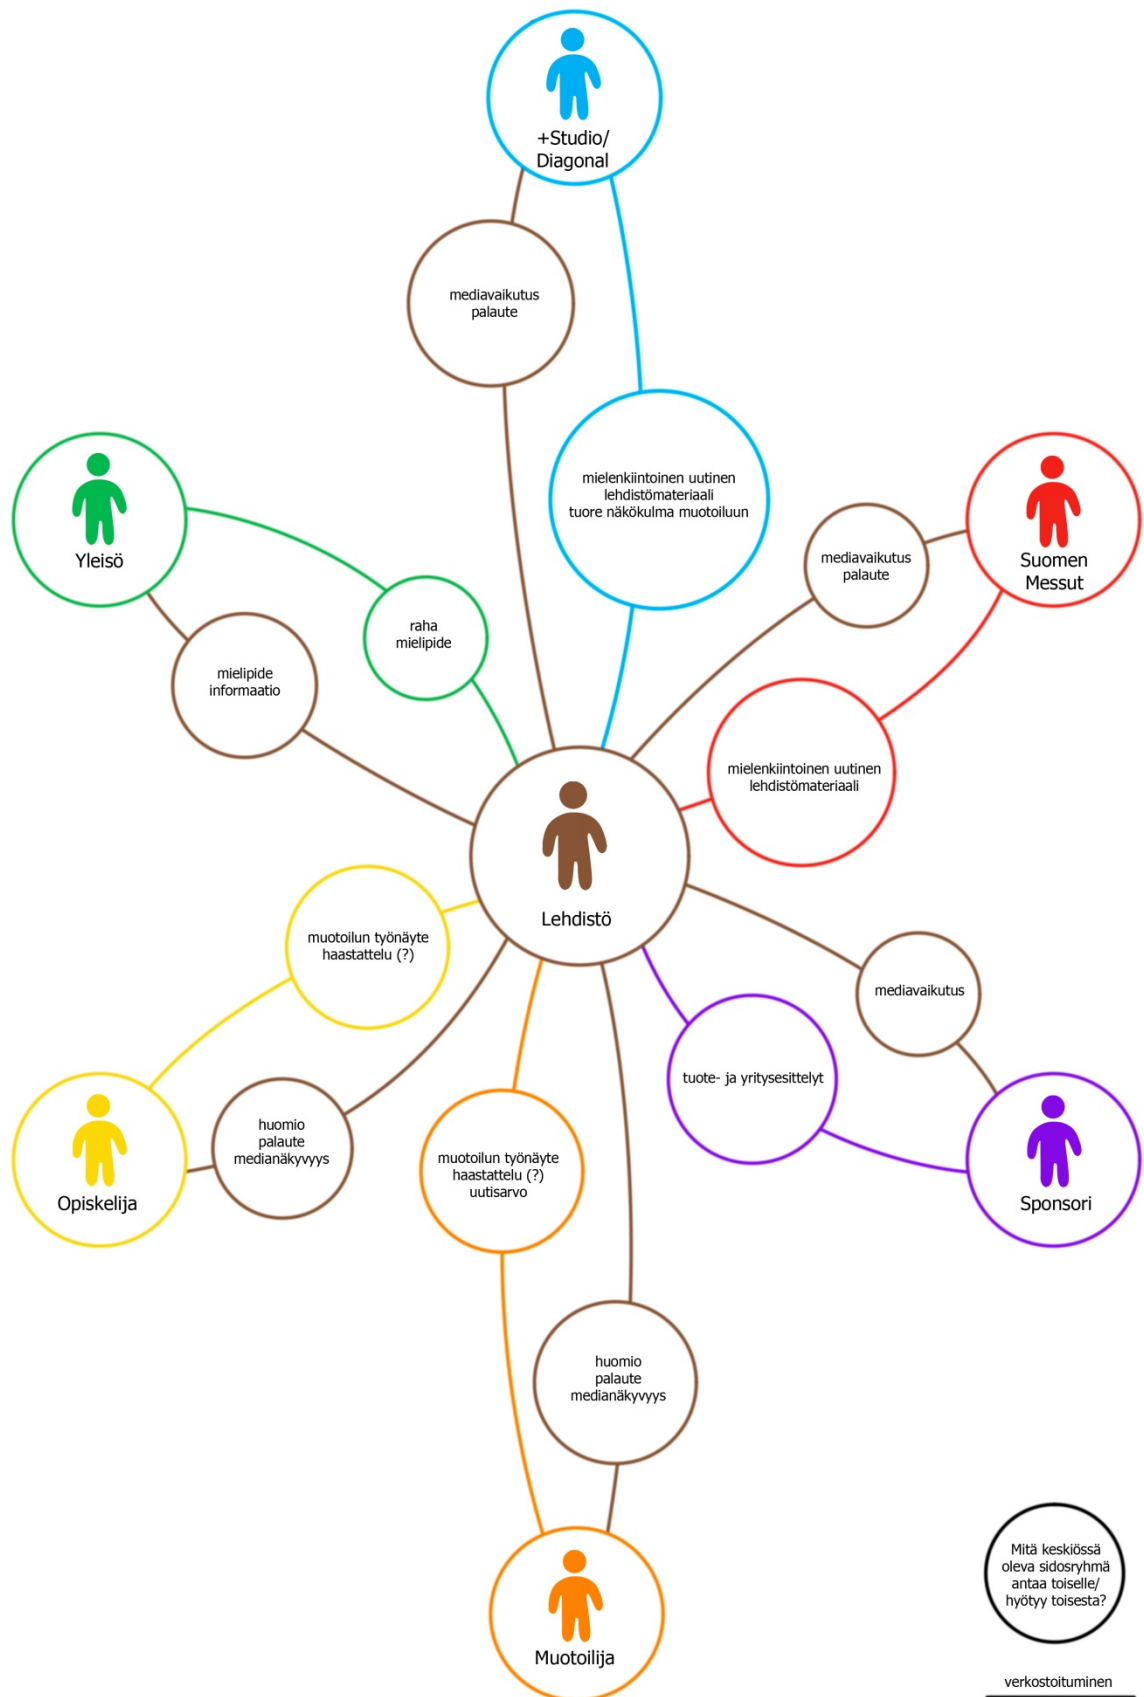 +Studio/
Diagonal
mediavaikutus
palaute
mielenkiintoinen uutinen
lehdistömateriaali
tuore näkökulma muotoiluun
Yleisö
raha
mielipide
mielipide
informaatio
Suomen
Messut
mediavaikutus
palaute
mielenkiintoinen uutinen
lehdistömateriaali
Lehdistö
muotoilun työnäyte
haastattelu (?)
mediavaikutus
tuote- ja yritysesittelyt
Opiskelija
huomio
palaute
medianäkyvyys
muotoilun työnäyte
haastattelu (?)
uutisarvo
Sponsori
huomio
palaute
medianäkyvyys
Muotoilija
Mitä keskiössä
oleva sidosryhmä
antaa toiselle/
hyötyy toisesta?
verkostoituminen